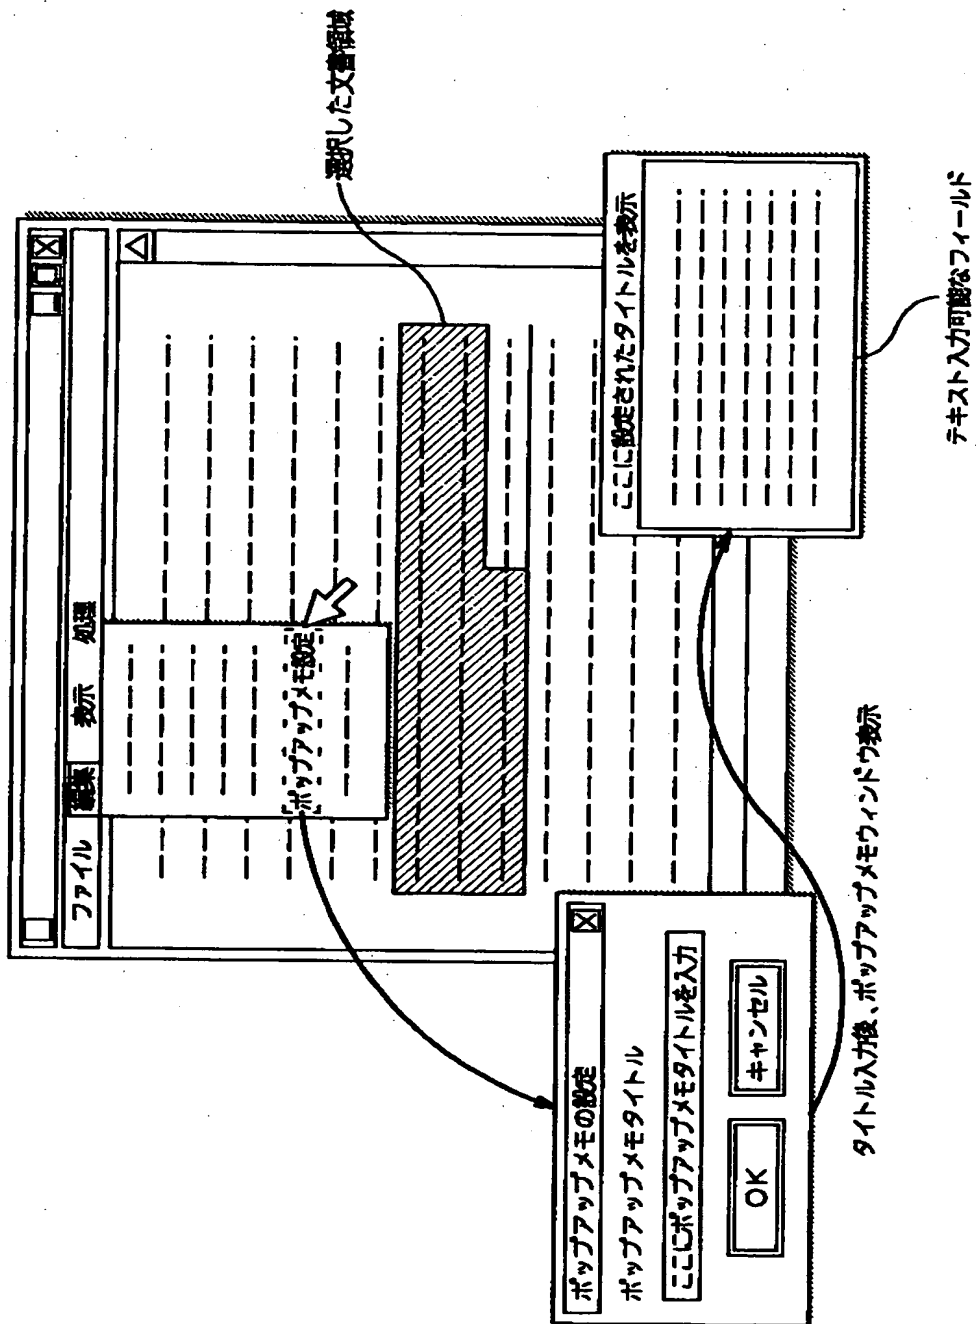 ファイル 編集 表示 処理
ポップアップメモ設定
選択した文書領域
ポップアップメモの設定
ポップアップメモタイトル
ここにポップアップメモタイトルを入力
OK キャンセル
ここに設定されたタイトルを表示
テキスト入力可能なフィールド
タイトル入力後、ポップアップメモウィンドウ表示